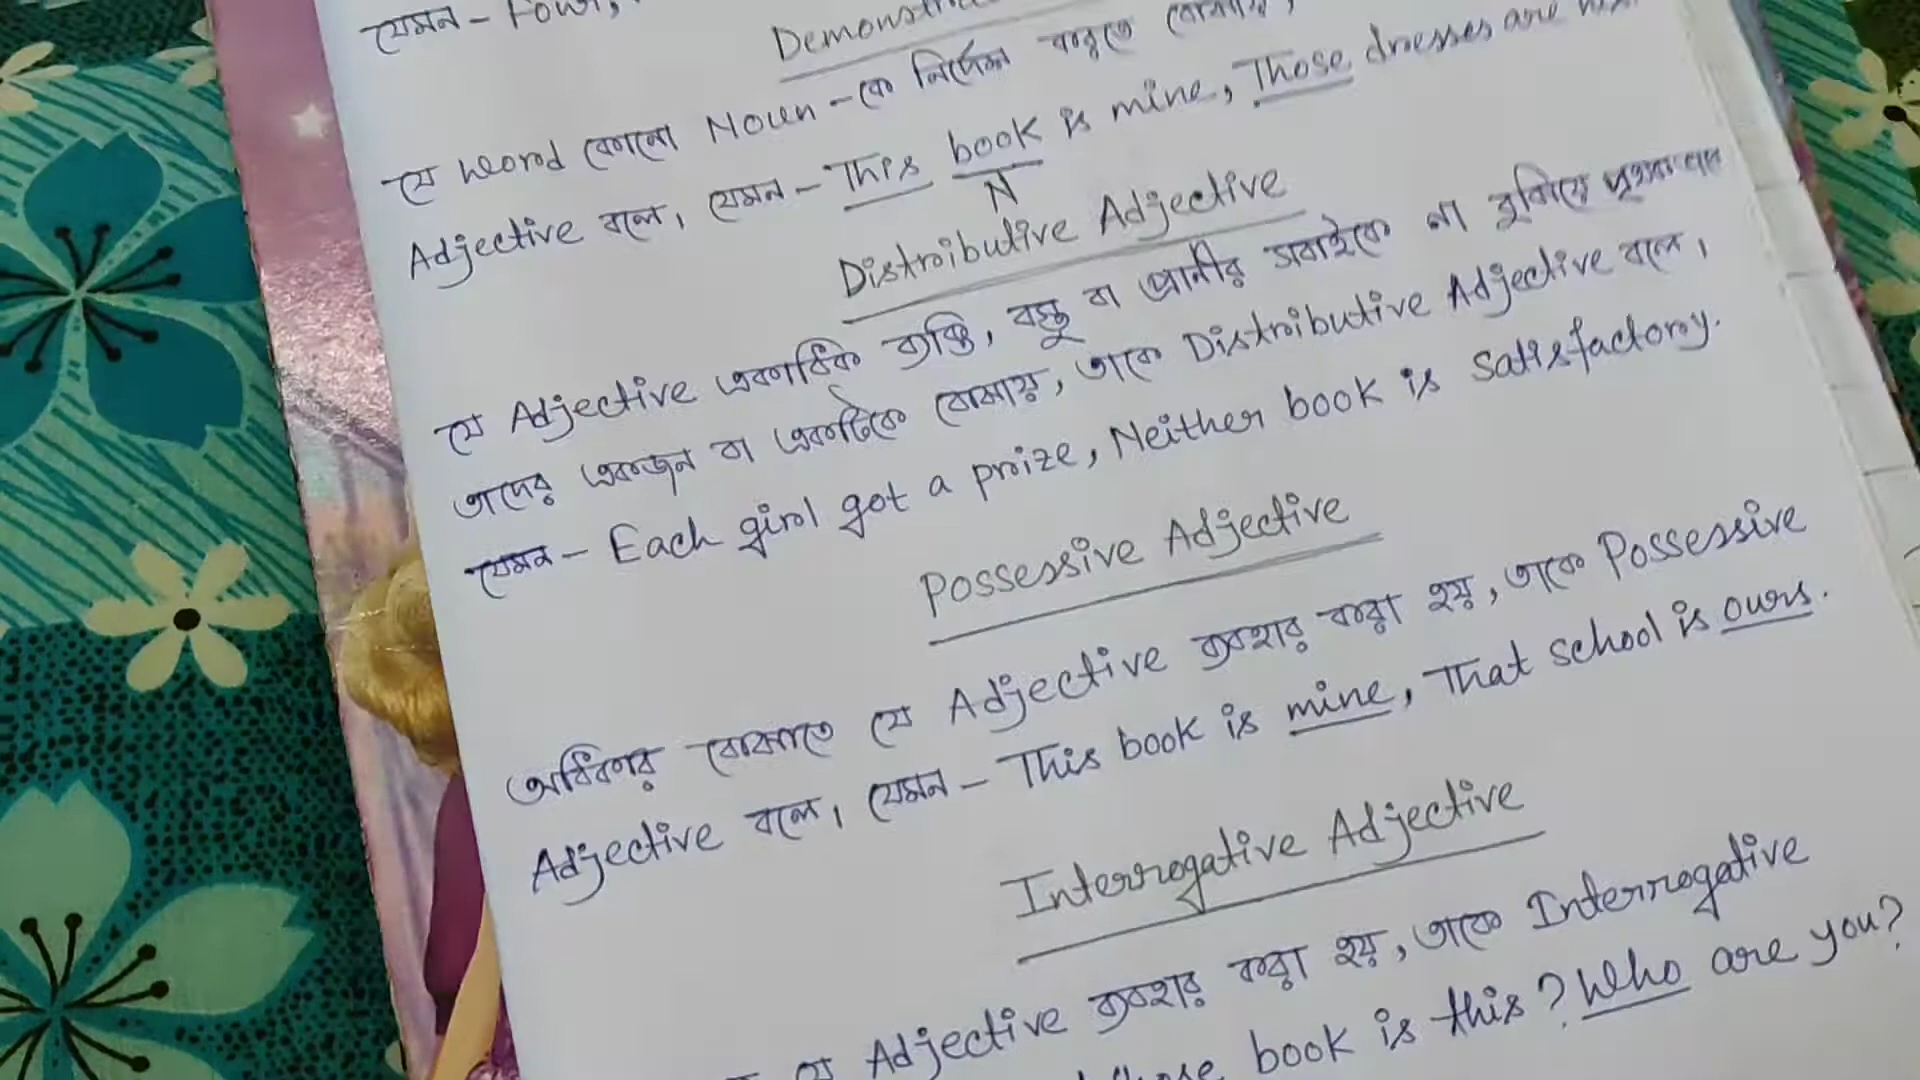 যেমন - Four,
Demonstra
যে word কোনো Noun - কে নির্দেশ করতে বোঝায়,
Adjective বলে, যেমন - This book is mine, Those dresses are
N
Distributive Adjective
যে Adjective একাধিক ব্যক্তি, বস্তু বা প্রানীর সবাইকে না বুঝিয়ে
তাদের একজন বা একটিকে বোঝায়, তাকে Distributive Adjective বলে।
যেমন - Each girl got a prize, Neither book is satisfactory.
Possessive Adjective
অধিকার বোঝাতে যে Adjective ব্যবহার করা হয়, তাকে Possessive
Adjective বলে। যেমন - This book is mine, That school is ours.
Interrogative Adjective
যে Adjective ব্যবহার করা হয়, তাকে Interrogative
book is this? Who are you?